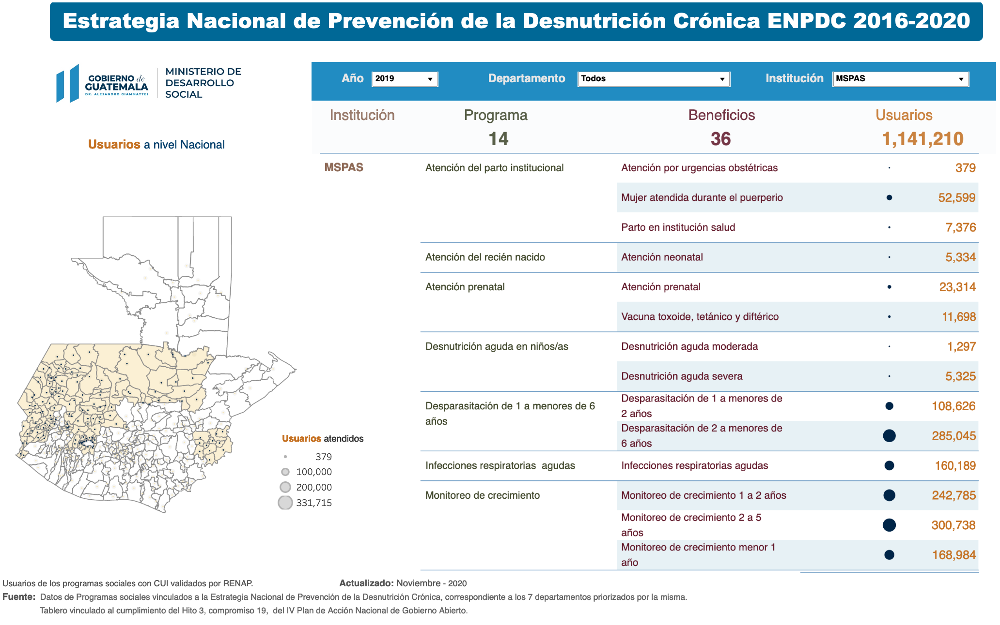 Estrategia Nacional de Prevención de la Desnutrición Crónica ENPDC 2016-2020
GOBIERNO de
GUATEMALA
DR. ALEJANDRO GIAMMATTEI
MINISTERIO DE
DESARROLLO
SOCIAL
Año 2019 Departamento Todos Institución MSPAS
Institución Programa Beneficios Usuarios
14 36 1,141,210
Usuarios a nivel Nacional
MSPAS Atención del parto institucional Atención por urgencias obstétricas 379
Mujer atendida durante el puerperio 52,599
Parto en institución salud 7,376
Atención del recién nacido Atención neonatal 5,334
Atención prenatal Atención prenatal 23,314
Vacuna toxoide, tetánico y diftérico 11,698
Desnutrición aguda en niños/as Desnutrición aguda moderada 1,297
Desnutrición aguda severa 5,325
Desparasitación de 1 a menores de 6
años
Desparasitación de 1 a menores de
2 años
108,626
Desparasitación de 2 a menores de
6 años
285,045
Infecciones respiratorias  agudas Infecciones respiratorias agudas 160,189
Monitoreo de crecimiento Monitoreo de crecimiento 1 a 2 años 242,785
Monitoreo de crecimiento 2 a 5
años
300,738
Monitoreo de crecimiento menor 1
año
168,984
Usuarios atendidos
379
100,000
200,000
331,715
Usuarios de los programas sociales con CUI validados por RENAP. Actualizado: Noviembre - 2020
Fuente: Datos de Programas sociales vinculados a la Estrategia Nacional de Prevención de la Desnutrición Crónica, correspondiente a los 7 departamentos priorizados por la misma.
Tablero vinculado al cumplimiento del Hito 3, compromiso 19,  del IV Plan de Acción Nacional de Gobierno Abierto.